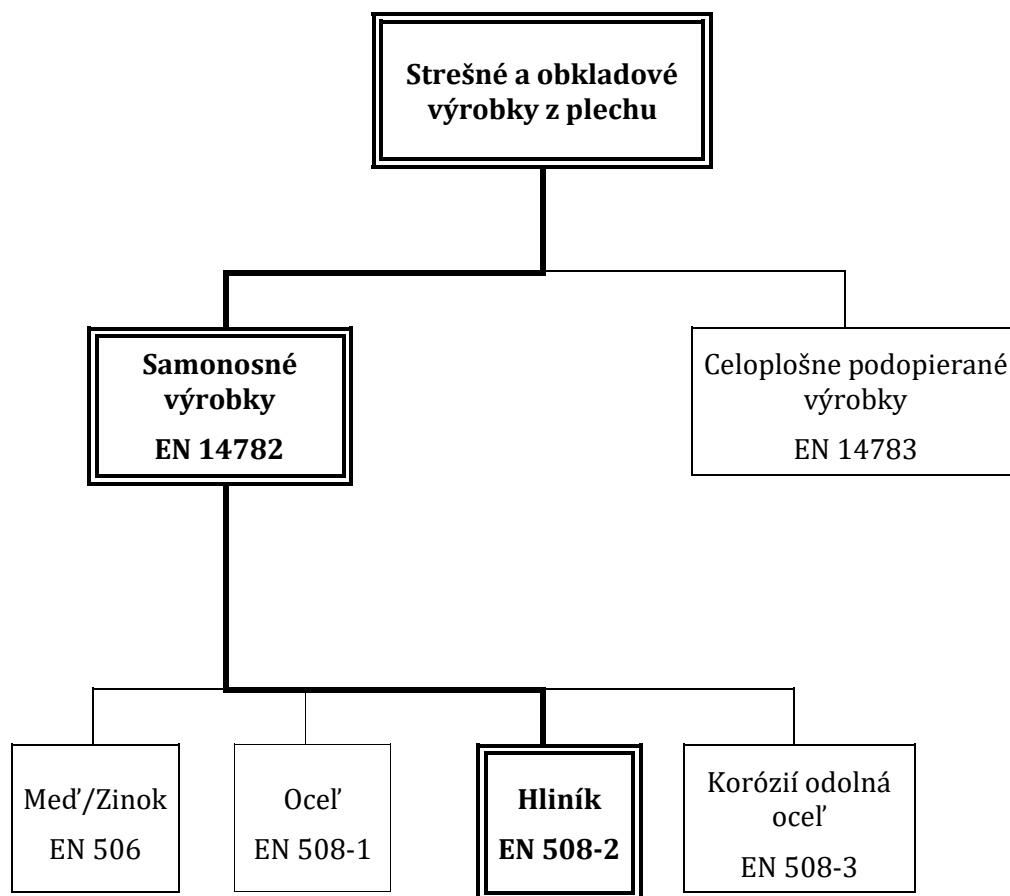 Strešné a obkladové
výrobky z plechu
Samonosné
výrobky
EN 14782
Celoplošne podopierané
výrobky
EN 14783
Meď/Zinok
EN 506
Oceľ
EN 508-1
Hliník
EN 508-2
Korózií odolná
oceľ
EN 508-3